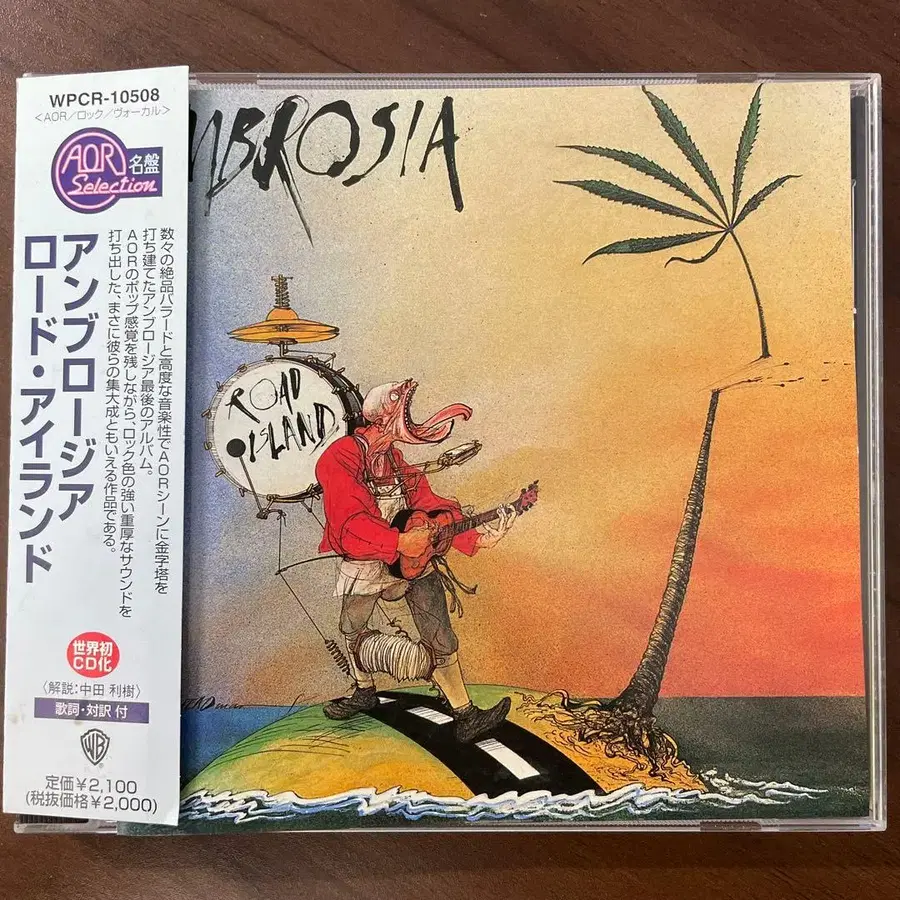 WPCR-10508
<AOR/ロック/ヴォーカル>
AOR
名盤
Selection
アンブロージア
ロード・アイランド
数々の絶品バラードと高度な音楽性でAORシーンに金字塔を
打ち建てたアンブロージア最後のアルバム。
AORのポップ感覚を残しながら、ロック色の強い重厚なサウンドを
打ち出した、まさに彼らの集大成ともいえる作品である。
世界初
CD化
〈解説:中田 利樹〉
歌詞・対訳 付
WB
定価¥2,100
(税抜価格¥2,000)
MBROSIA
ROAD
ISLAND